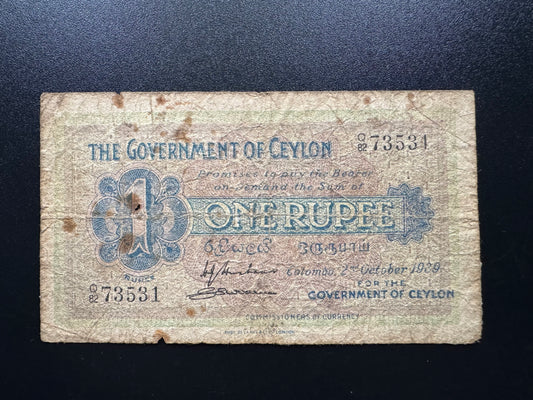 THE GOVERNMENT OF CEYLON
O/82 73531
Promises to pay the Bearer
on demand the Sum of
1 ONE RUPEE
RUPEE
Colombo, 2nd October 1929.
FOR THE
O/82 73531
GOVERNMENT OF CEYLON
COMMISSIONERS OF CURRENCY